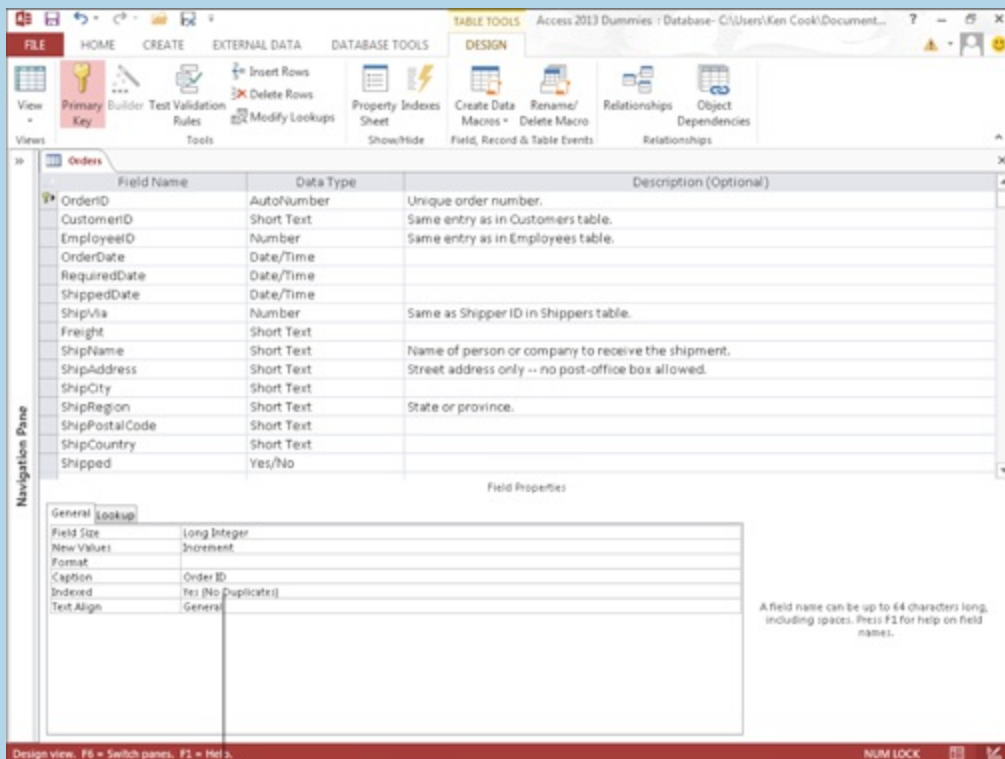 TABLE TOOLS Access 2013 Dummies : Database- C:\Users\Ken Cook\Document... ?
FILE HOME CREATE EXTERNAL DATA DATABASE TOOLS DESIGN
View
Primary Key
Builder
Test Validation Rules
Insert Rows
Delete Rows
Modify Lookups
Property Sheet
Indexes
Create Data Macros
Rename/ Delete Macro
Relationships
Object Dependencies
Views Tools Show/Hide Field, Record & Table Events Relationships
Orders
Field Name Data Type Description (Optional)
OrderID AutoNumber Unique order number.
CustomerID Short Text Same entry as in Customers table.
EmployeeID Number Same entry as in Employees table.
OrderDate Date/Time
RequiredDate Date/Time
ShippedDate Date/Time
ShipVia Number Same as Shipper ID in Shippers table.
Freight Short Text
ShipName Short Text Name of person or company to receive the shipment.
ShipAddress Short Text Street address only -- no post-office box allowed.
ShipCity Short Text
ShipRegion Short Text State or province.
ShipPostalCode Short Text
ShipCountry Short Text
Shipped Yes/No
Navigation Pane
Field Properties
General Lookup
Field Size Long Integer
New Values Increment
Format
Caption Order ID
Indexed Yes (No Duplicates)
Text Align General
A field name can be up to 64 characters long,
including spaces. Press F1 for help on field
names.
Design view. F6 = Switch panes. F1 = Help. NUM LOCK